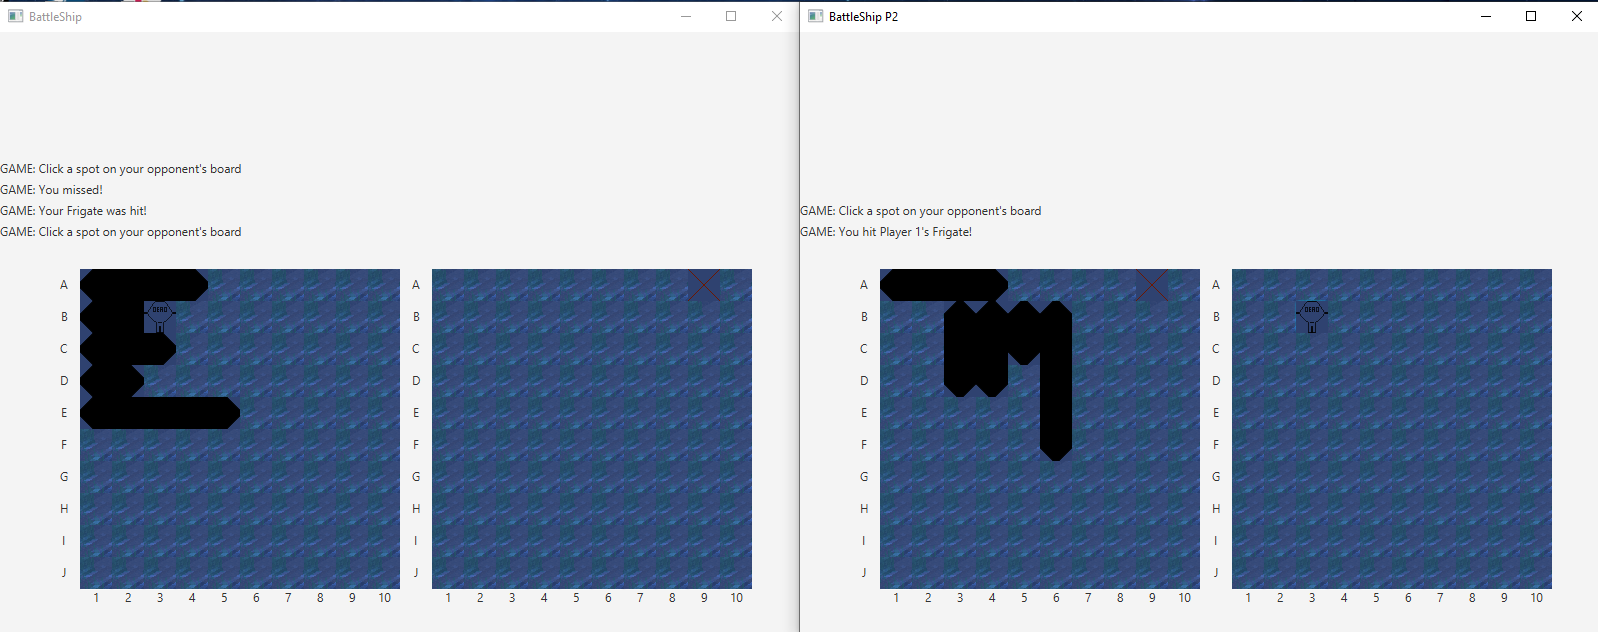 BattleShip
GAME: Click a spot on your opponent's board
GAME: You missed!
GAME: Your Frigate was hit!
GAME: Click a spot on your opponent's board
A A
B DEAD B
C C
D D
E E
F F
G G
H H
I I
J J
1 2 3 4 5 6 7 8 9 10 1 2 3 4 5 6 7 8 9 10
BattleShip P2
GAME: Click a spot on your opponent's board
GAME: You hit Player 1's Frigate!
A A
B B DEAD
C C
D D
E E
F F
G G
H H
I I
J J
1 2 3 4 5 6 7 8 9 10 1 2 3 4 5 6 7 8 9 10